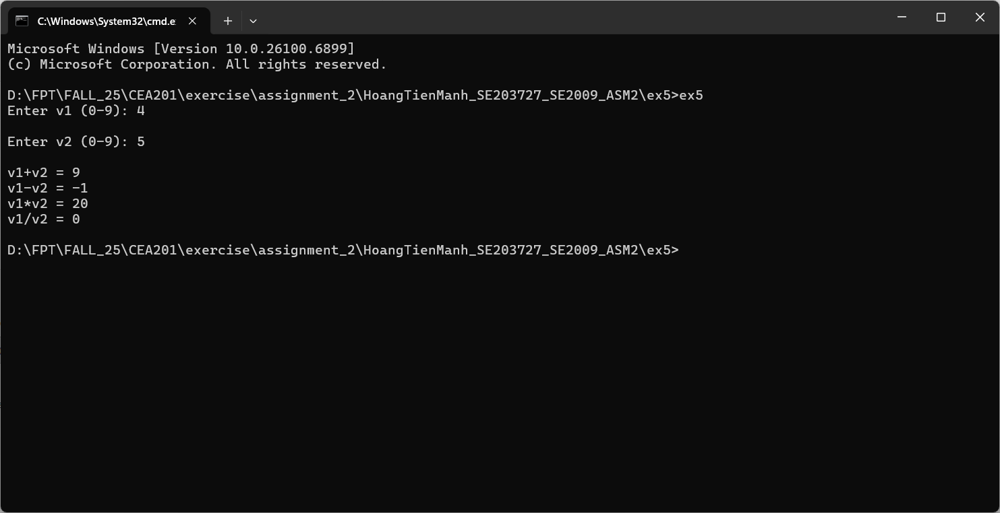 C:\Windows\System32\cmd.e
Microsoft Windows [Version 10.0.26100.6899]
(c) Microsoft Corporation. All rights reserved.
D:\FPT\FALL_25\CEA201\exercise\assignment_2\HoangTienManh_SE203727_SE2009_ASM2\ex5>ex5
Enter v1 (0-9): 4
Enter v2 (0-9): 5
v1+v2 = 9
v1-v2 = -1
v1*v2 = 20
v1/v2 = 0
D:\FPT\FALL_25\CEA201\exercise\assignment_2\HoangTienManh_SE203727_SE2009_ASM2\ex5>